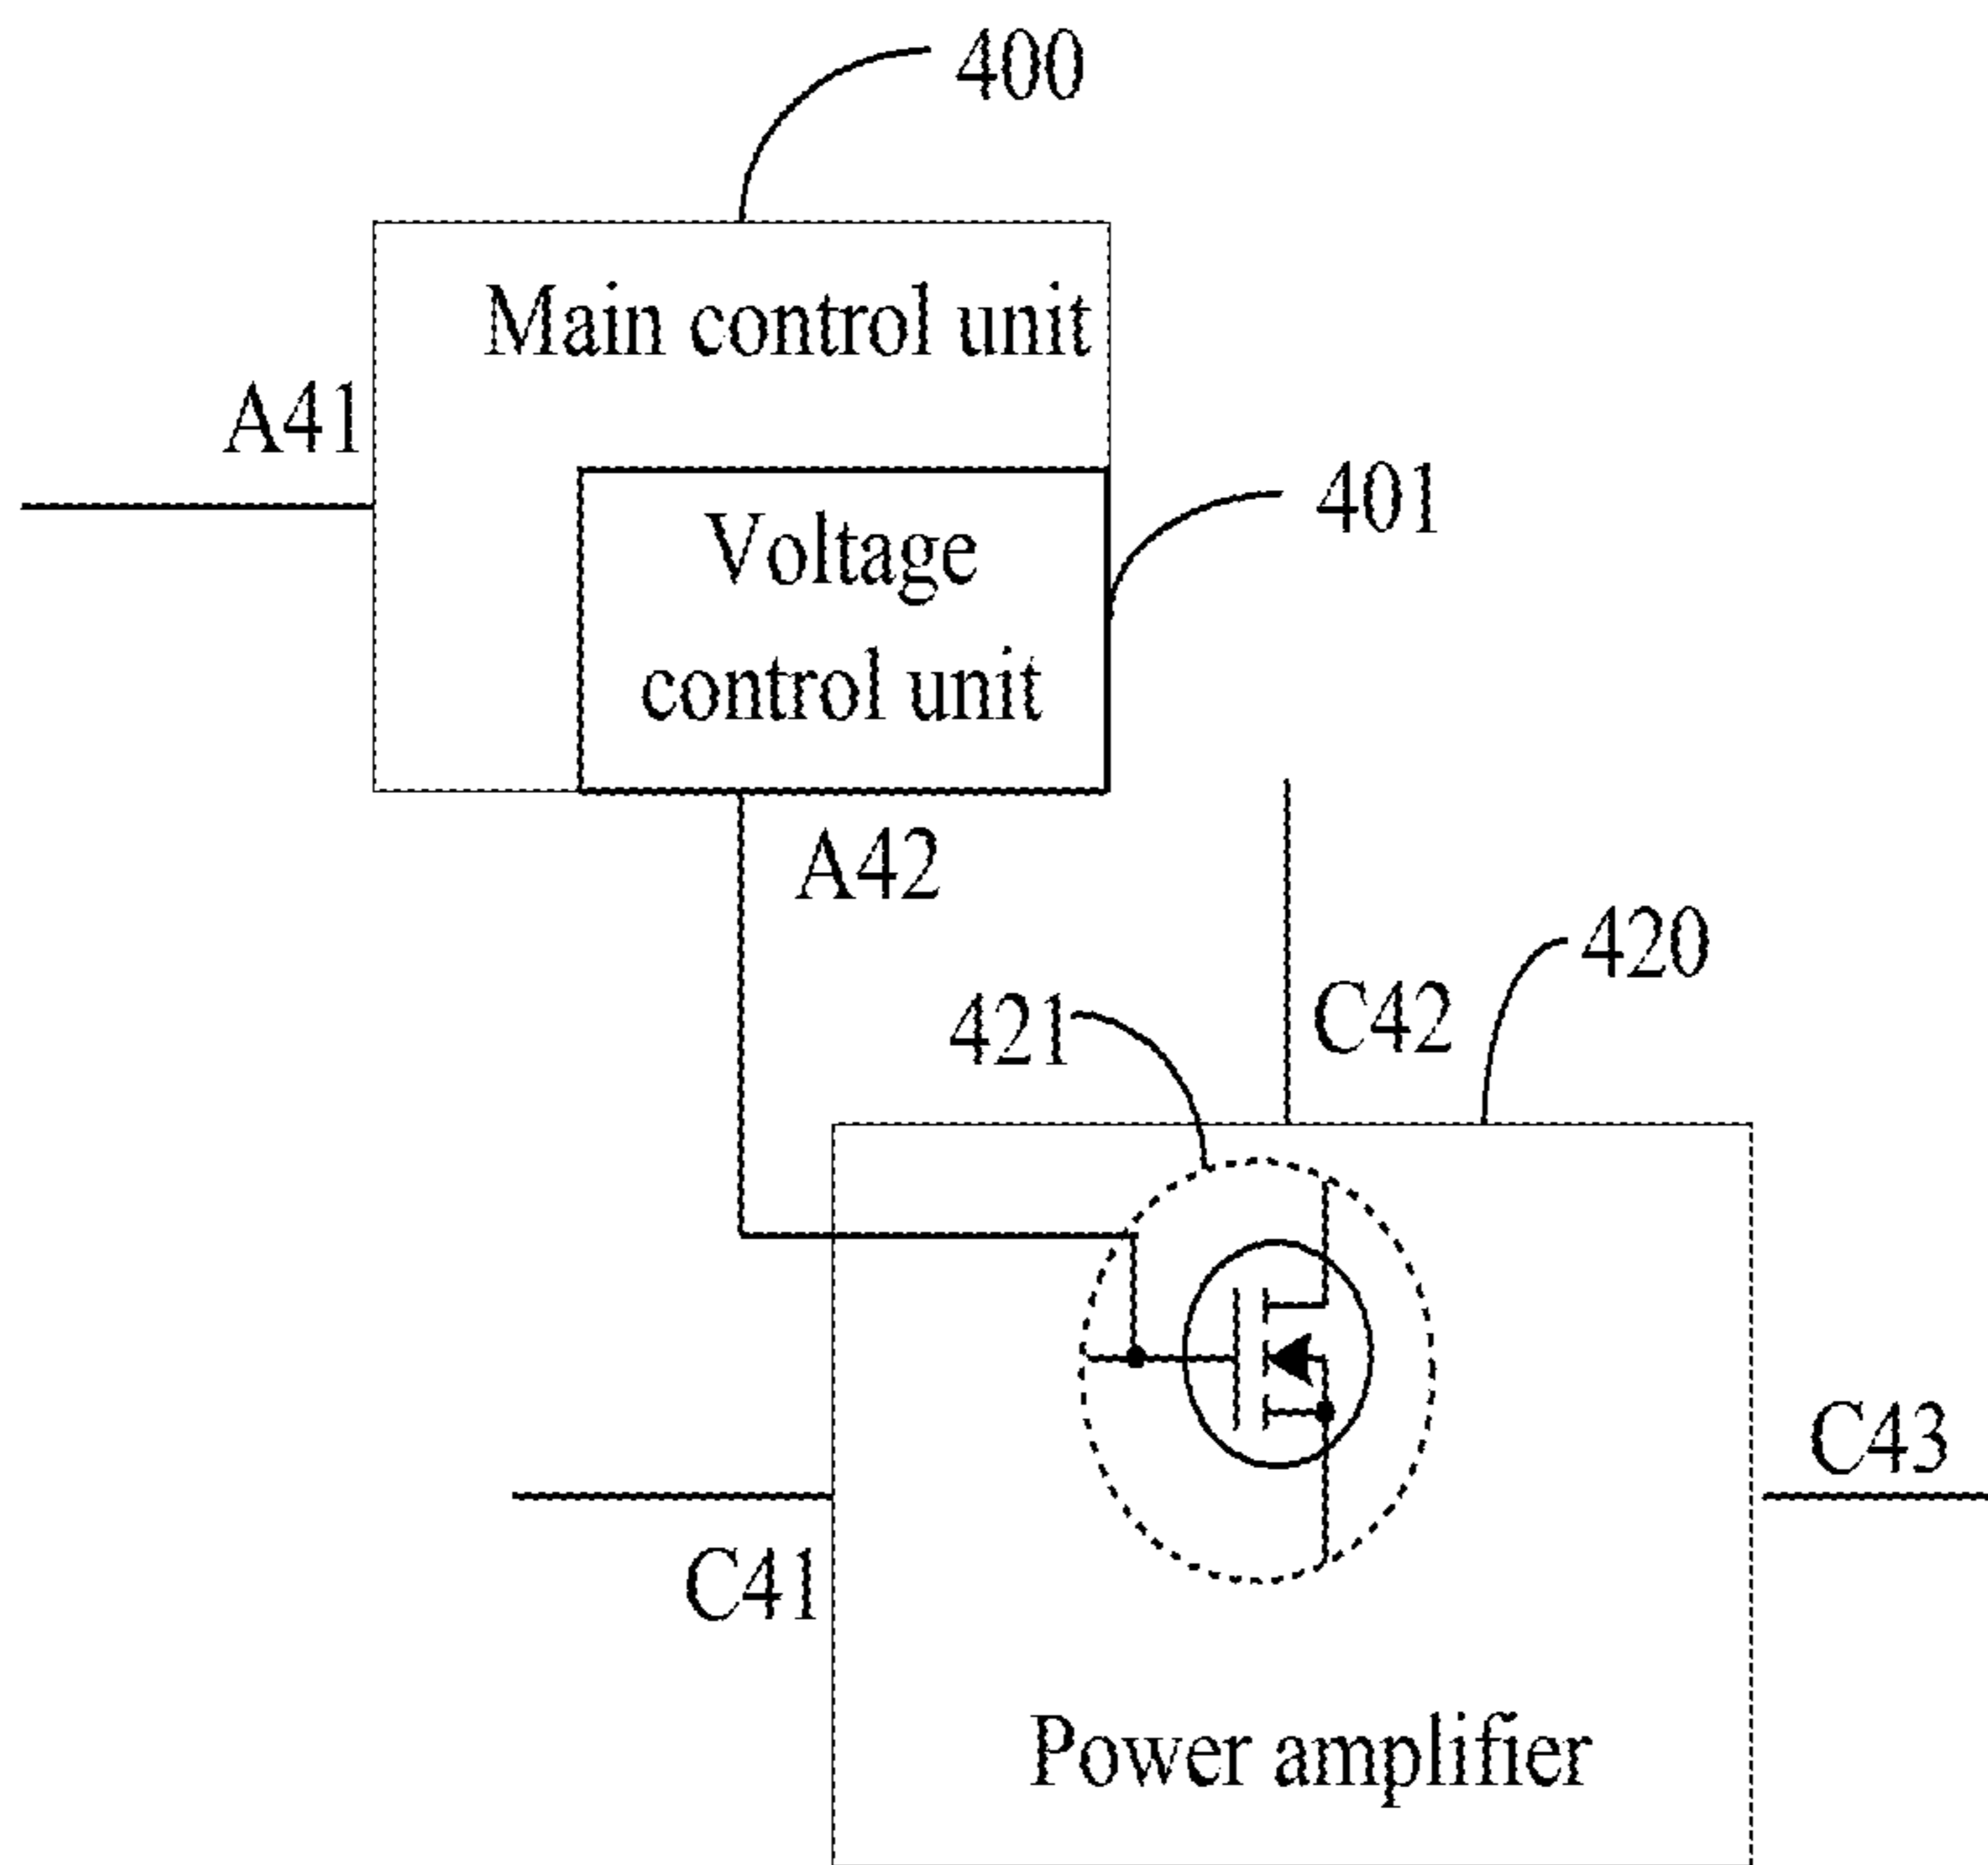 400
Main control unit
A41
401
Voltage
control unit
A42
420
421
C42
C43
C41
Power amplifier